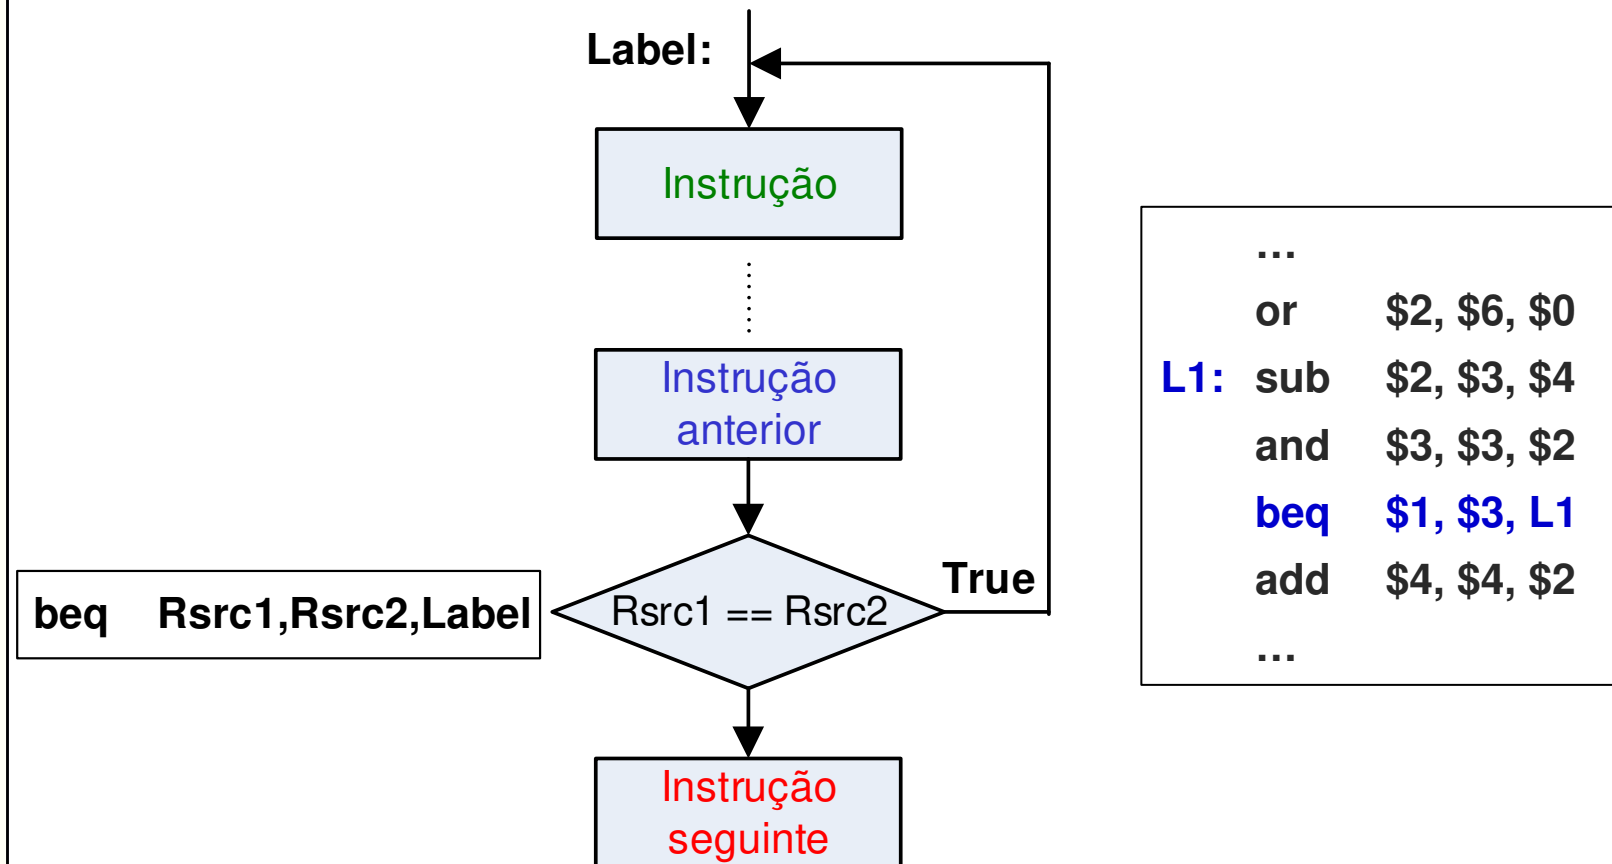 Label:
Instrução
Instrução
anterior
beq Rsrc1,Rsrc2,Label
Rsrc1 == Rsrc2
True
Instrução
seguinte
...
or $2, $6, $0
L1: sub $2, $3, $4
and $3, $3, $2
beq $1, $3, L1
add $4, $4, $2
...